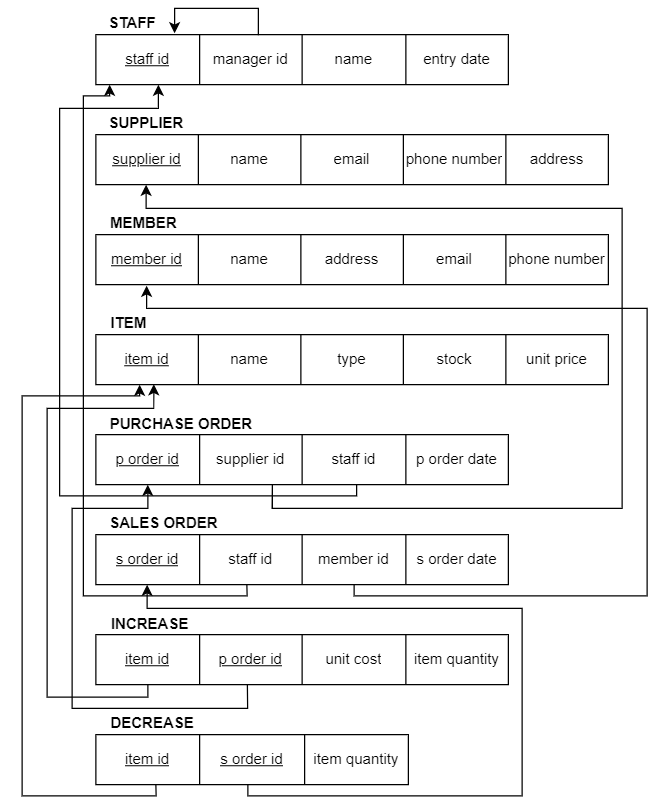 STAFF
staff id manager id name entry date
SUPPLIER
supplier id name email phone number address
MEMBER
member id name address email phone number
ITEM
item id name type stock unit price
PURCHASE ORDER
p order id supplier id staff id p order date
SALES ORDER
s order id staff id member id s order date
INCREASE
item id p order id unit cost item quantity
DECREASE
item id s order id item quantity